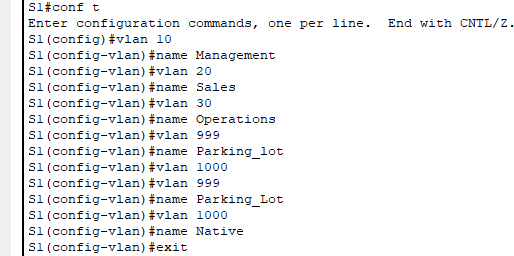 S1#conf t
Enter configuration commands, one per line.  End with CNTL/Z.
S1(config)#vlan 10
S1(config-vlan)#name Management
S1(config-vlan)#vlan 20
S1(config-vlan)#name Sales
S1(config-vlan)#vlan 30
S1(config-vlan)#name Operations
S1(config-vlan)#vlan 999
S1(config-vlan)#name Parking_lot
S1(config-vlan)#vlan 1000
S1(config-vlan)#vlan 999
S1(config-vlan)#name Parking_Lot
S1(config-vlan)#vlan 1000
S1(config-vlan)#name Native
S1(config-vlan)#exit